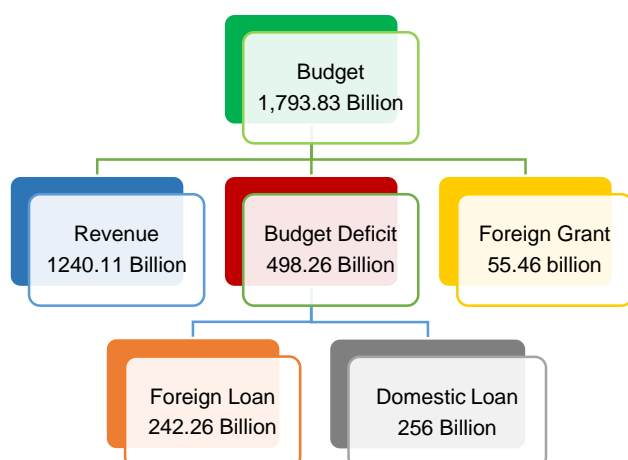 Budget
1,793.83 Billion
Revenue
1240.11 Billion
Budget Deficit
498.26 Billion
Foreign Grant
55.46 billion
Foreign Loan
242.26 Billion
Domestic Loan
256 Billion